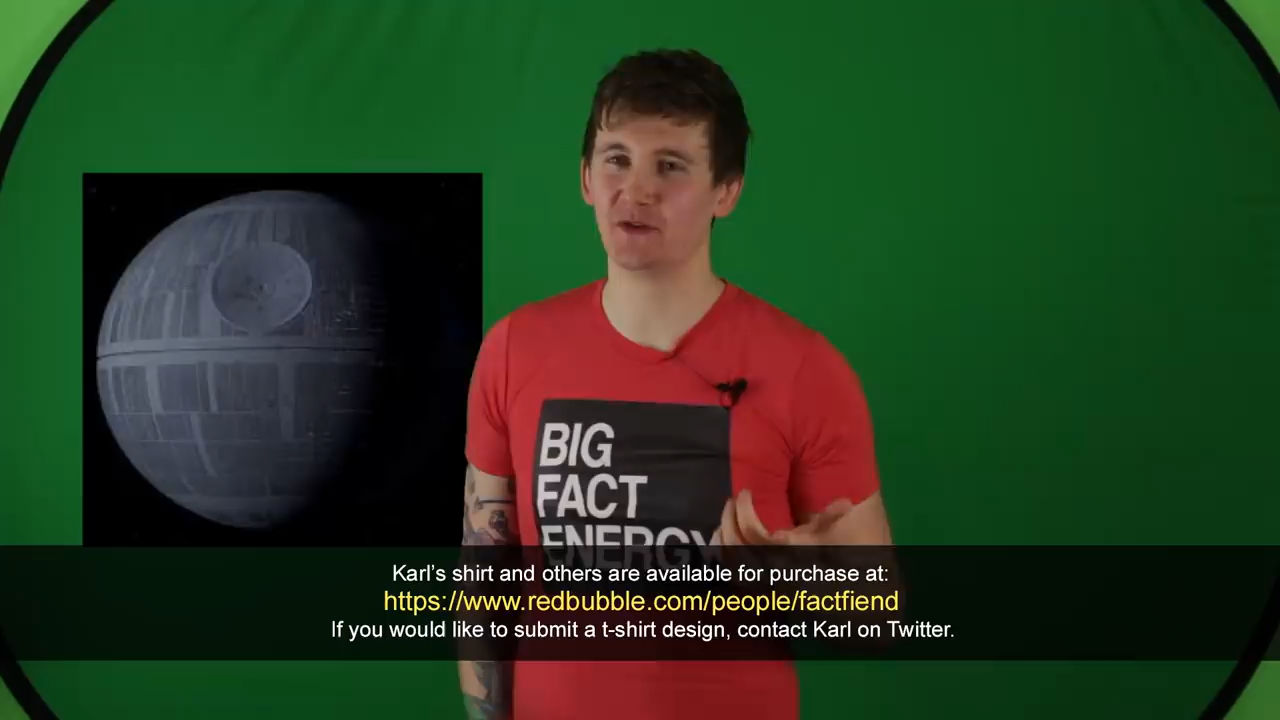 BIG
FACT
ENERGY
Karl's shirt and others are available for purchase at:
https://www.redbubble.com/people/factfiend
If you would like to submit a t-shirt design, contact Karl on Twitter.